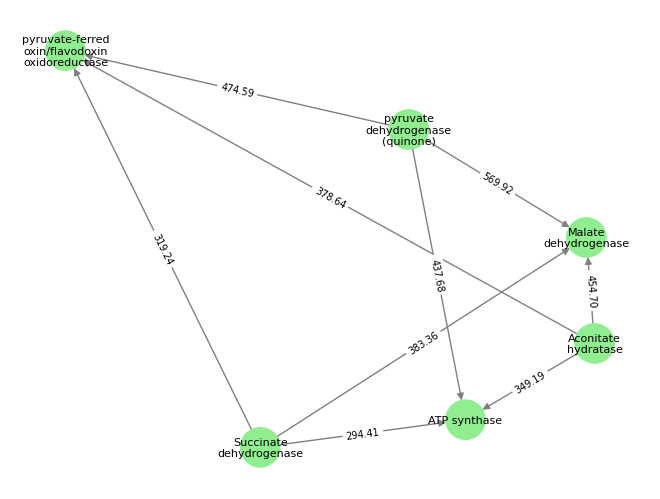 pyruvate-ferred
oxin/flavodoxin
oxidoreductase
474.59
pyruvate
dehydrogenase
(quinone)
569.92
378.64
Malate
dehydrogenase
319.24
437.68
454.70
383.36
Aconitate
hydratase
349.19
ATP synthase
294.41
Succinate
dehydrogenase